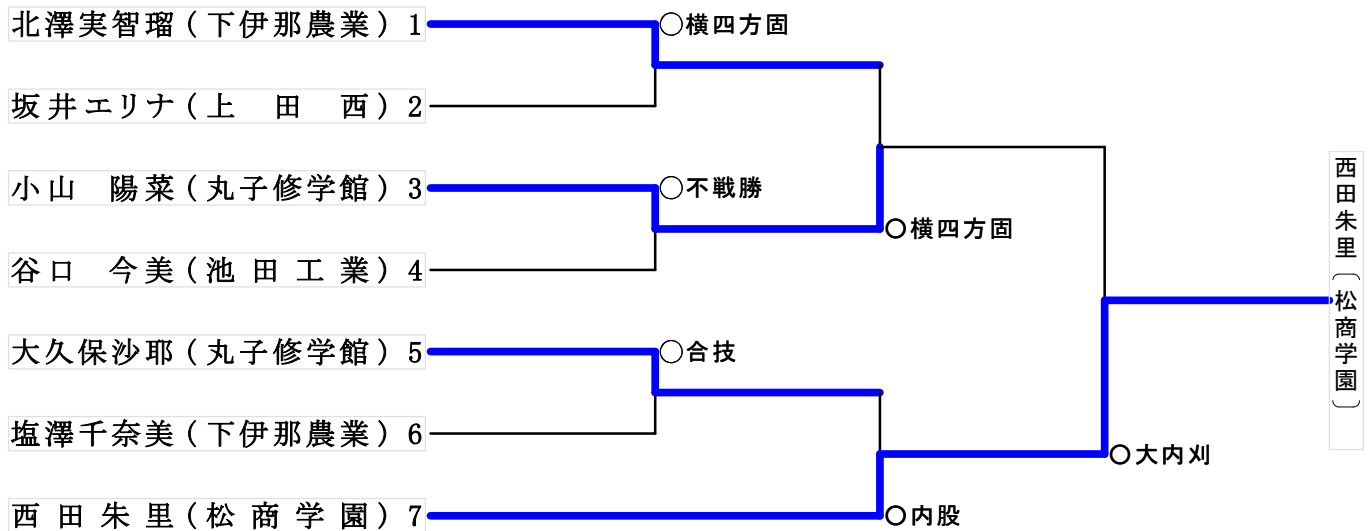 北澤実智瑠(下伊那農業) 1
○横四方固
坂井エリナ(上 田 西) 2
小山 陽菜(丸子修学館) 3
○不戦勝
○横四方固
谷口 今美(池 田 工 業) 4
大久保沙耶(丸子修学館) 5
○合技
塩澤千奈美(下伊那農業) 6
○大内刈
西 田 朱 里(松 商 学 園) 7
○内股
西田朱里(松商学園)